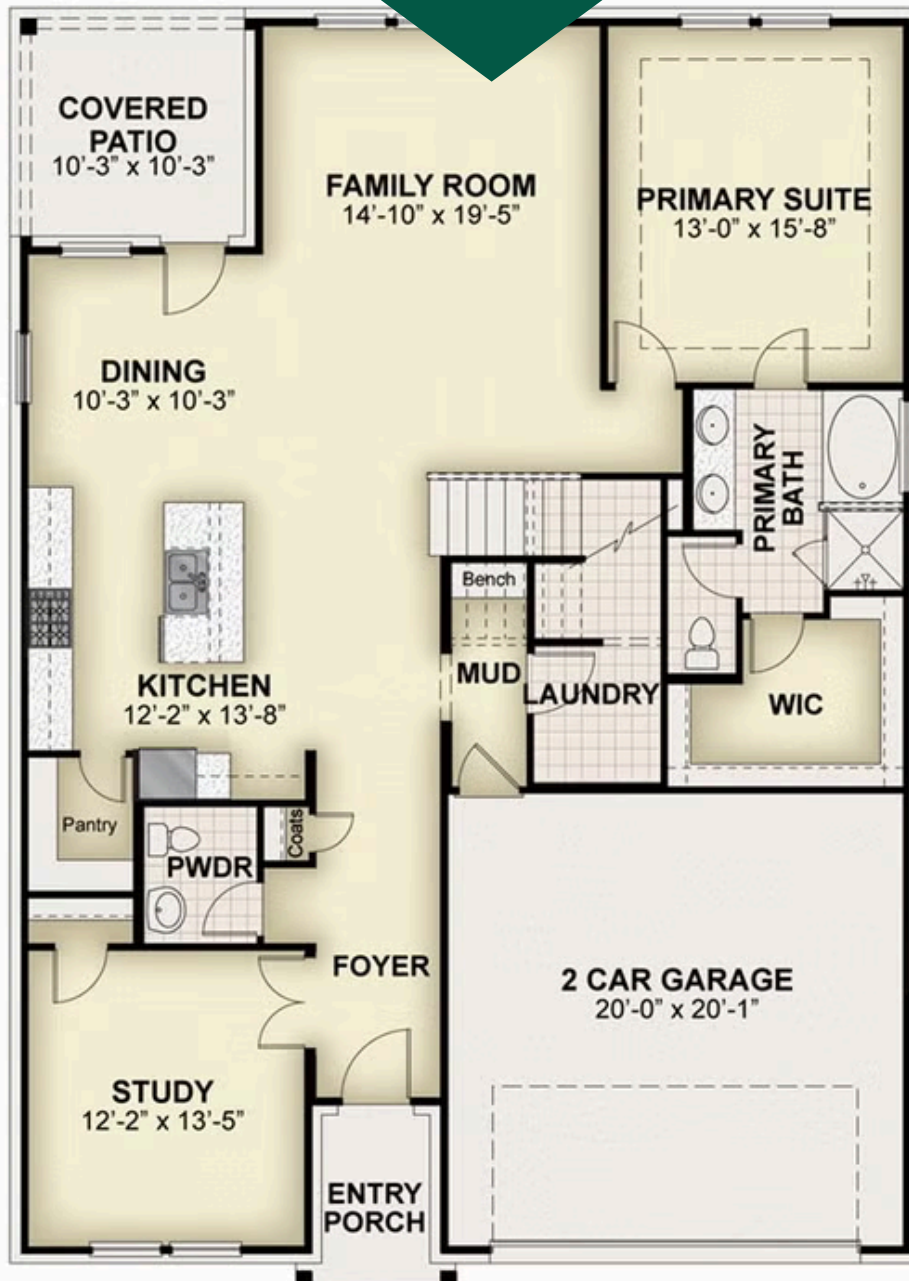 COVERED
PATIO
10'-3" x 10'-3"
FAMILY ROOM
14'-10" x 19'-5"
PRIMARY SUITE
13'-0" x 15'-8"
DINING
10'-3" x 10'-3"
PRIMARY
BATH
Bench
KITCHEN
12'-2" x 13'-8"
MUD
LAUNDRY
WIC
Pantry
Coats
PWDR
FOYER
2 CAR GARAGE
20'-0" x 20'-1"
STUDY
12'-2" x 13'-5"
ENTRY
PORCH